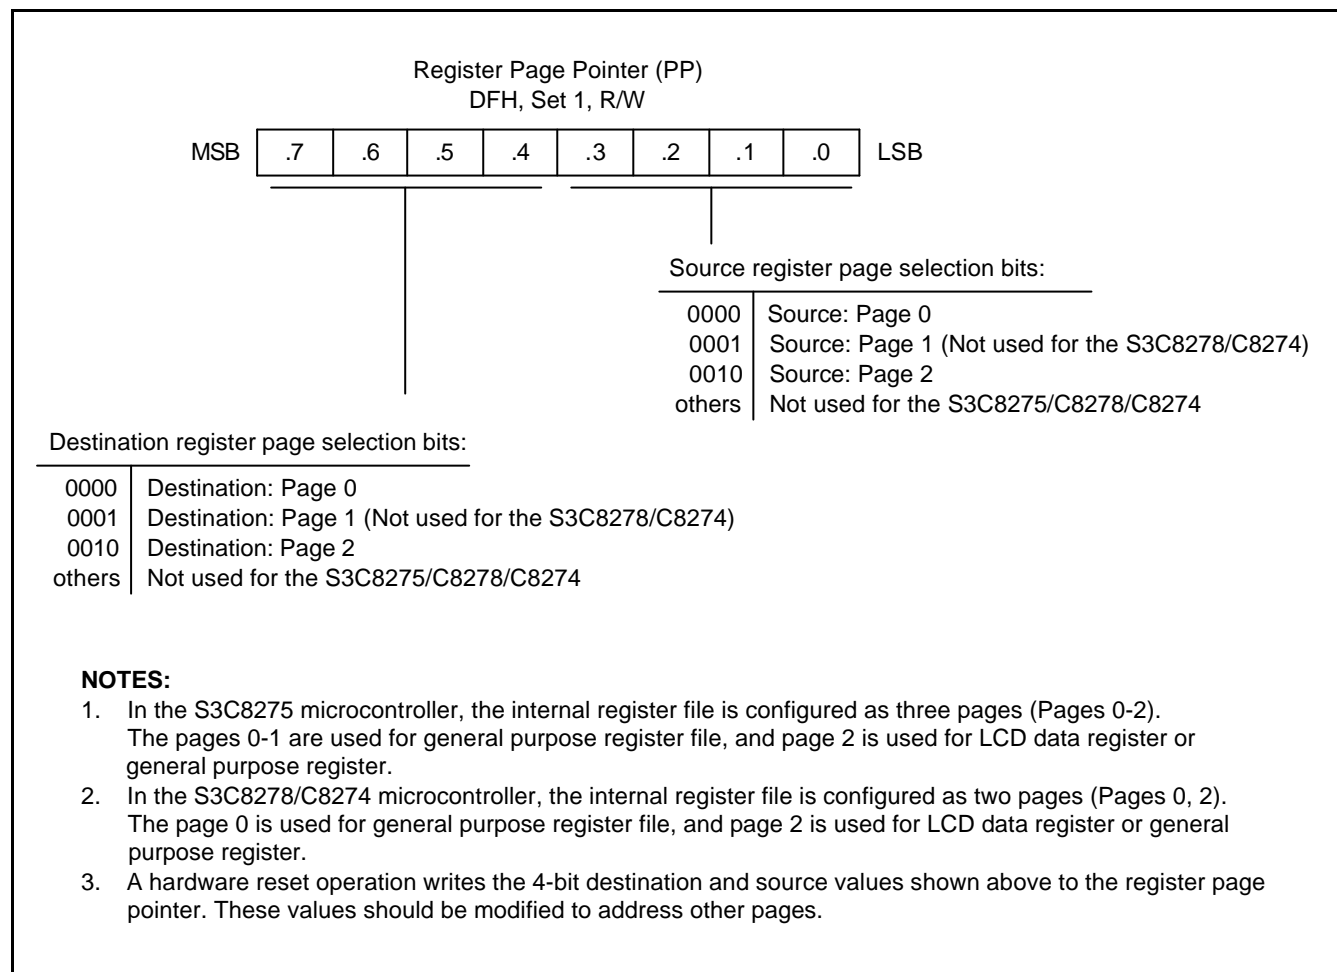 Register Page Pointer (PP)
DFH, Set 1, R/W
MSB .7 .6 .5 .4 .3 .2 .1 .0 LSB
Source register page selection bits:
0000 Source: Page 0
0001 Source: Page 1 (Not used for the S3C8278/C8274)
0010 Source: Page 2
others Not used for the S3C8275/C8278/C8274
Destination register page selection bits:
0000 Destination: Page 0
0001 Destination: Page 1 (Not used for the S3C8278/C8274)
0010 Destination: Page 2
others Not used for the S3C8275/C8278/C8274
NOTES:
1. In the S3C8275 microcontroller, the internal register file is configured as three pages (Pages 0-2).
The pages 0-1 are used for general purpose register file, and page 2 is used for LCD data register or
general purpose register.
2. In the S3C8278/C8274 microcontroller, the internal register file is configured as two pages (Pages 0, 2).
The page 0 is used for general purpose register file, and page 2 is used for LCD data register or general
purpose register.
3. A hardware reset operation writes the 4-bit destination and source values shown above to the register page
pointer. These values should be modified to address other pages.